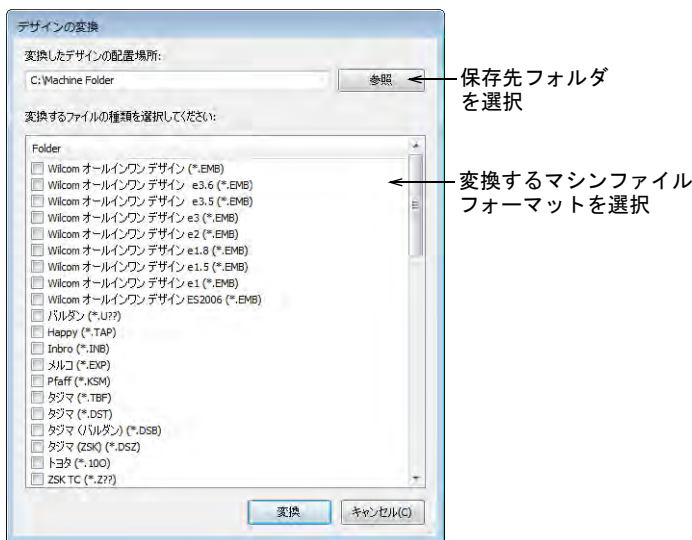 デザインの変換
変換したデザインの配置場所:
C:\Machine Folder
参照
保存先フォルダ
を選択
変換するファイルの種類を選択してください:
Folder
Wilcom オールインワン デザイン (*.EMB)
Wilcom オールインワン デザイン e3.6 (*.EMB)
Wilcom オールインワン デザイン e3.5 (*.EMB)
Wilcom オールインワン デザイン e3 (*.EMB)
Wilcom オールインワン デザイン e2 (*.EMB)
Wilcom オールインワン デザイン e1.8 (*.EMB)
Wilcom オールインワン デザイン e1.5 (*.EMB)
Wilcom オールインワン デザイン e1 (*.EMB)
Wilcom オールインワン デザイン ES2006 (*.EMB)
バルダン (*.U??)
Happy (*.TAP)
Inbro (*.INB)
メルコ (*.EXP)
Pfaff (*.KSM)
タジマ (*.TBF)
タジマ (*.DST)
タジマ (バルダン) (*.DSB)
タジマ (ZSK) (*.DSZ)
トヨタ (*.10O)
ZSK TC (*.Z??)
変換するマシンファイル
フォーマットを選択
変換
キャンセル(C)